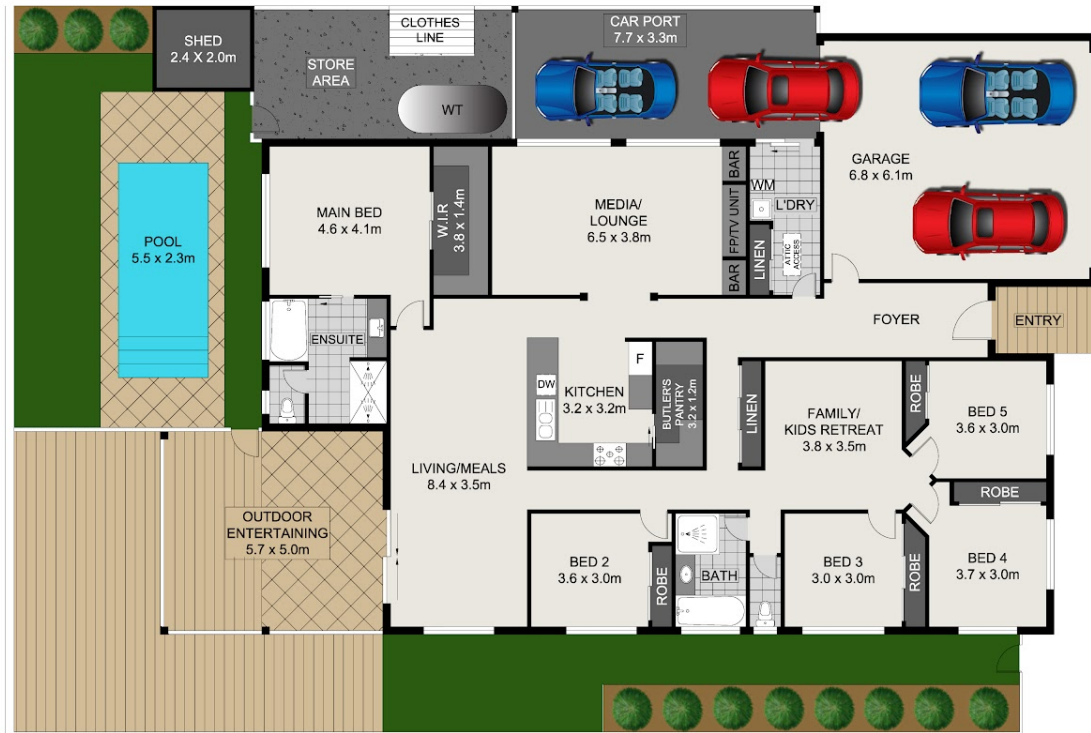 SHED
2.4 X 2.0m
CLOTHES
LINE
STORE
AREA
WT
CAR PORT
7.7 x 3.3m
GARAGE
6.8 x 6.1m
POOL
5.5 x 2.3m
MAIN BED
4.6 x 4.1m
W.I.R
3.8 x 1.4m
MEDIA/
LOUNGE
6.5 x 3.8m
BAR
FP/TV UNIT
BAR
WM
L'DRY
LINEN
ATTIC
ACCESS
FOYER
ENTRY
ENSUITE
KITCHEN
3.2 x 3.2m
F
DW
BUTLER'S
PANTRY
3.2 x 1.2m
LINEN
FAMILY/
KIDS RETREAT
3.8 x 3.5m
ROBE
BED 5
3.6 x 3.0m
LIVING/MEALS
8.4 x 3.5m
ROBE
OUTDOOR
ENTERTAINING
5.7 x 5.0m
BED 2
3.6 x 3.0m
ROBE
BATH
BED 3
3.0 x 3.0m
ROBE
BED 4
3.7 x 3.0m